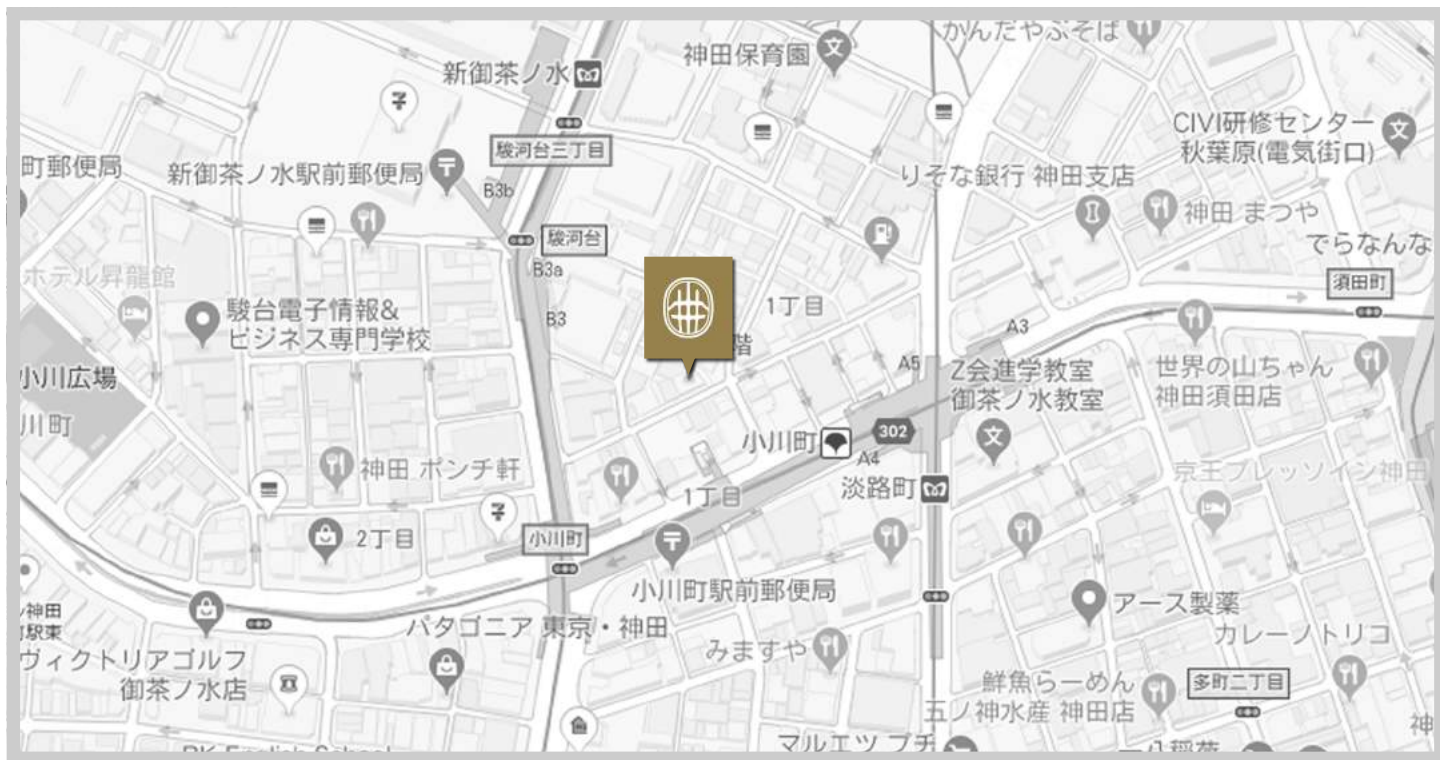 かんだやぶそば
神田保育園
新御茶ノ水
CIVI研修センター
秋葉原(電気街口)
駿河台三丁目
町郵便局
新御茶ノ水駅前郵便局
りそな銀行 神田支店
B3b
神田 まつや
駿河台
でらなんな
B3a
ホテル昇龍館
須田町
駿台電子情報&
ビジネス専門学校
1丁目
B3
A3
階
A5
Z会進学教室
御茶ノ水教室
世界の山ちゃん
神田須田店
小川広場
川町
小川町
302
A4
神田 ポンチ軒
淡路町
京王プレッソイン神田
1丁目
2丁目
小川町
小川町駅前郵便局
アース製薬
神田
町駅東
パタゴニア 東京・神田
みますや
カレーノトリコ
ヴィクトリアゴルフ
御茶ノ水店
鮮魚らーめん
五ノ神水産 神田店
多町二丁目
神
マルエツ プチ
一八稲荷